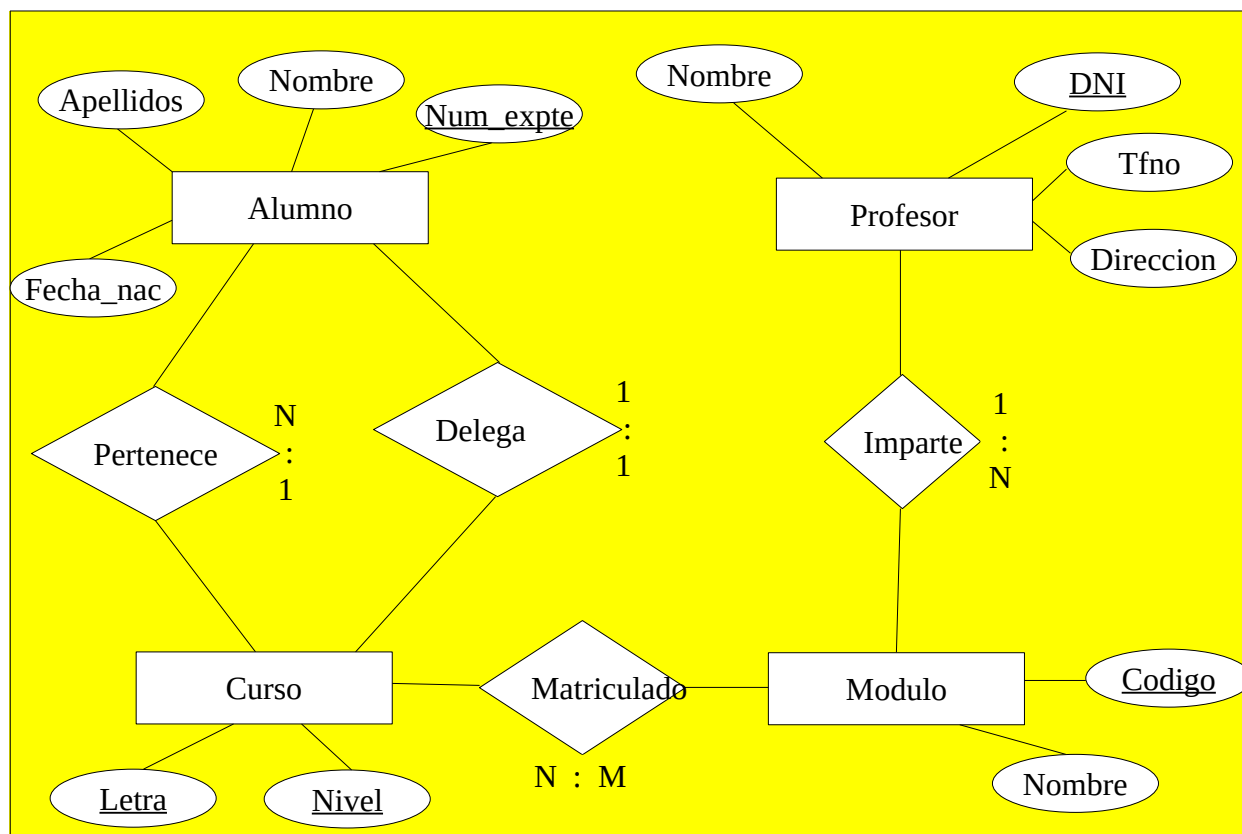 Nombre
Apellidos
Num_expte
Alumno
Fecha_nac
Nombre
DNI
Tfno
Profesor
Direccion
Pertenece
N
:
1
Delega
1
:
1
Imparte
1
:
N
Curso
Matriculado
N : M
Modulo
Codigo
Letra
Nivel
Nombre